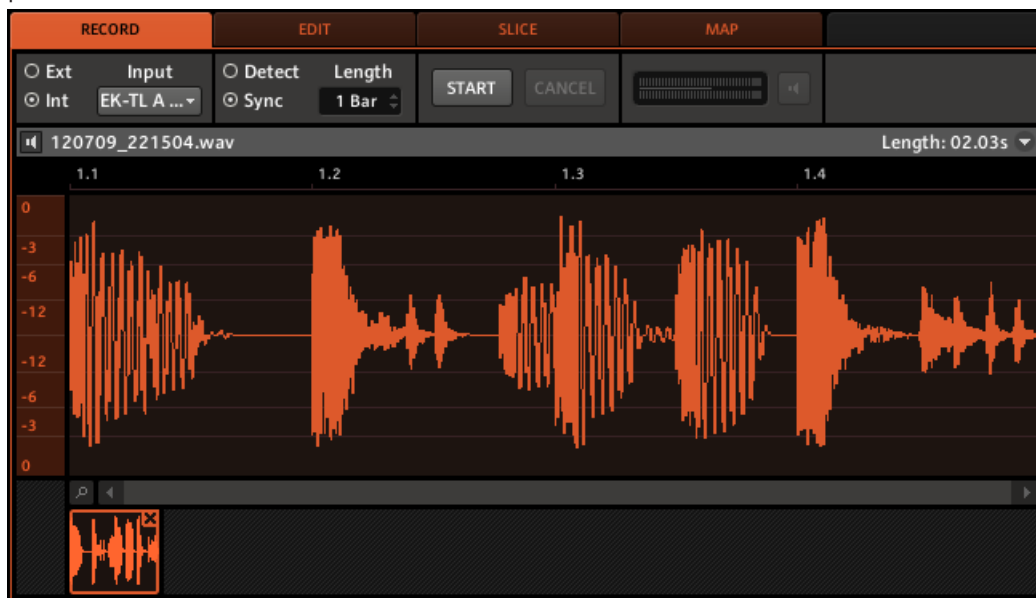 RECORD EDIT SLICE MAP
Ext Input Detect Length
Int EK-TL A ... Sync 1 Bar START CANCEL
120709_221504.wav Length: 02.03s
1.1 1.2 1.3 1.4
0
-3
-6
-12
-12
-6
-3
0